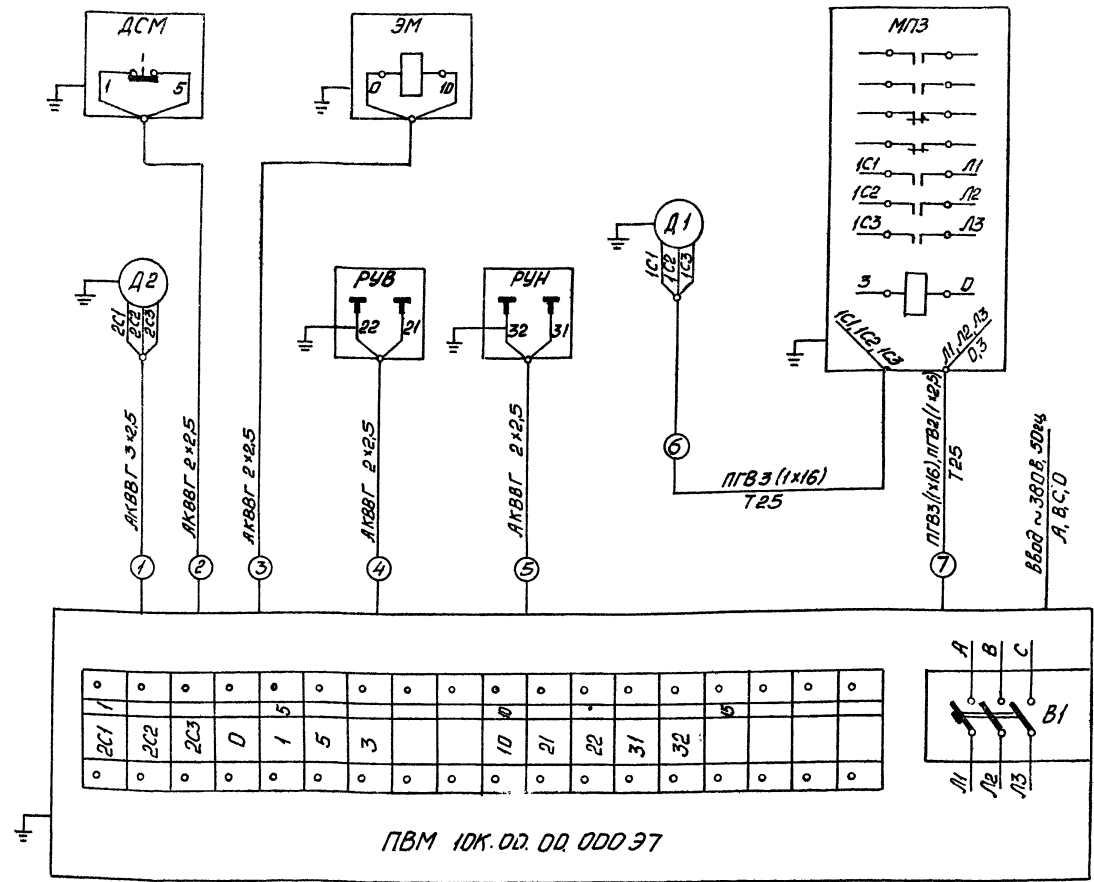 ДСМ
1 5
ЭМ
0 10
МПЗ
1С1 Л1
1С2 Л2
1С3 Л3
3 0
1С1, 1С2, 1С3
Л1, Л2, Л3
0,3
Д1
1С1
1С2
1С3
Д2
2С1
2С2
2С3
РУВ
22 21
РУН
32 31
АКВВГ 3×2,5
АКВВГ 2×2,5
АКВВГ 2×2,5
АКВВГ 2×2,5
АКВВГ 2×2,5
ПГВ3 (1×16)
Т25
ПГВ3(1×16), ПГВ2(1×2,5)
Т25
Ввод ~380В, 50гц
А, В, С, 0
1
2
3
4
5
6
7
1 5 10 15
2С1 2С2 2С3 0 1 5 3 10 21 22 31 32
А В С
В1
Л1 Л2 Л3
ПВМ 10К.00.00.000 Э7